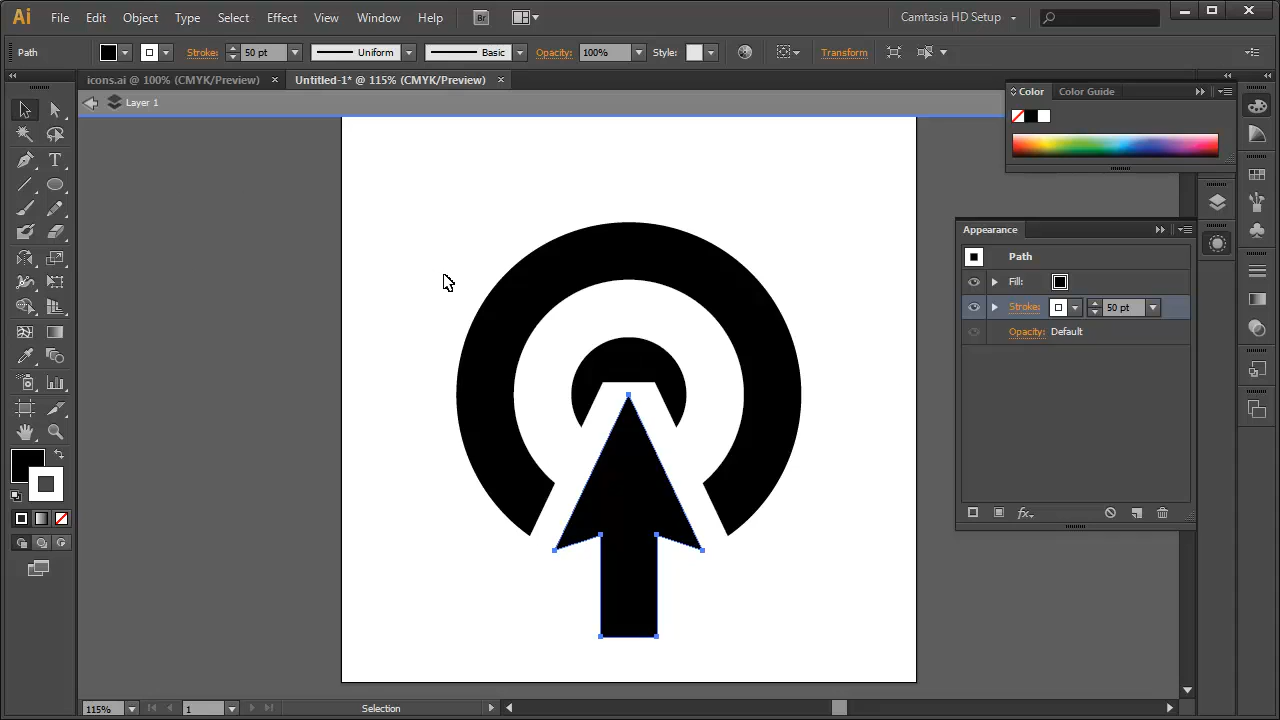 Ai File Edit Object Type Select Effect View Window Help Br Camtasia HD Setup
Path Stroke: 50 pt Uniform Basic Opacity: 100% Style: Transform
icons.ai @ 100% (CMYK/Preview) × Untitled-1* @ 115% (CMYK/Preview) ×
Layer 1
Color Color Guide
T
Appearance
Path
Fill:
Stroke: 50 pt
Opacity: Default
fx
115% 1 Selection